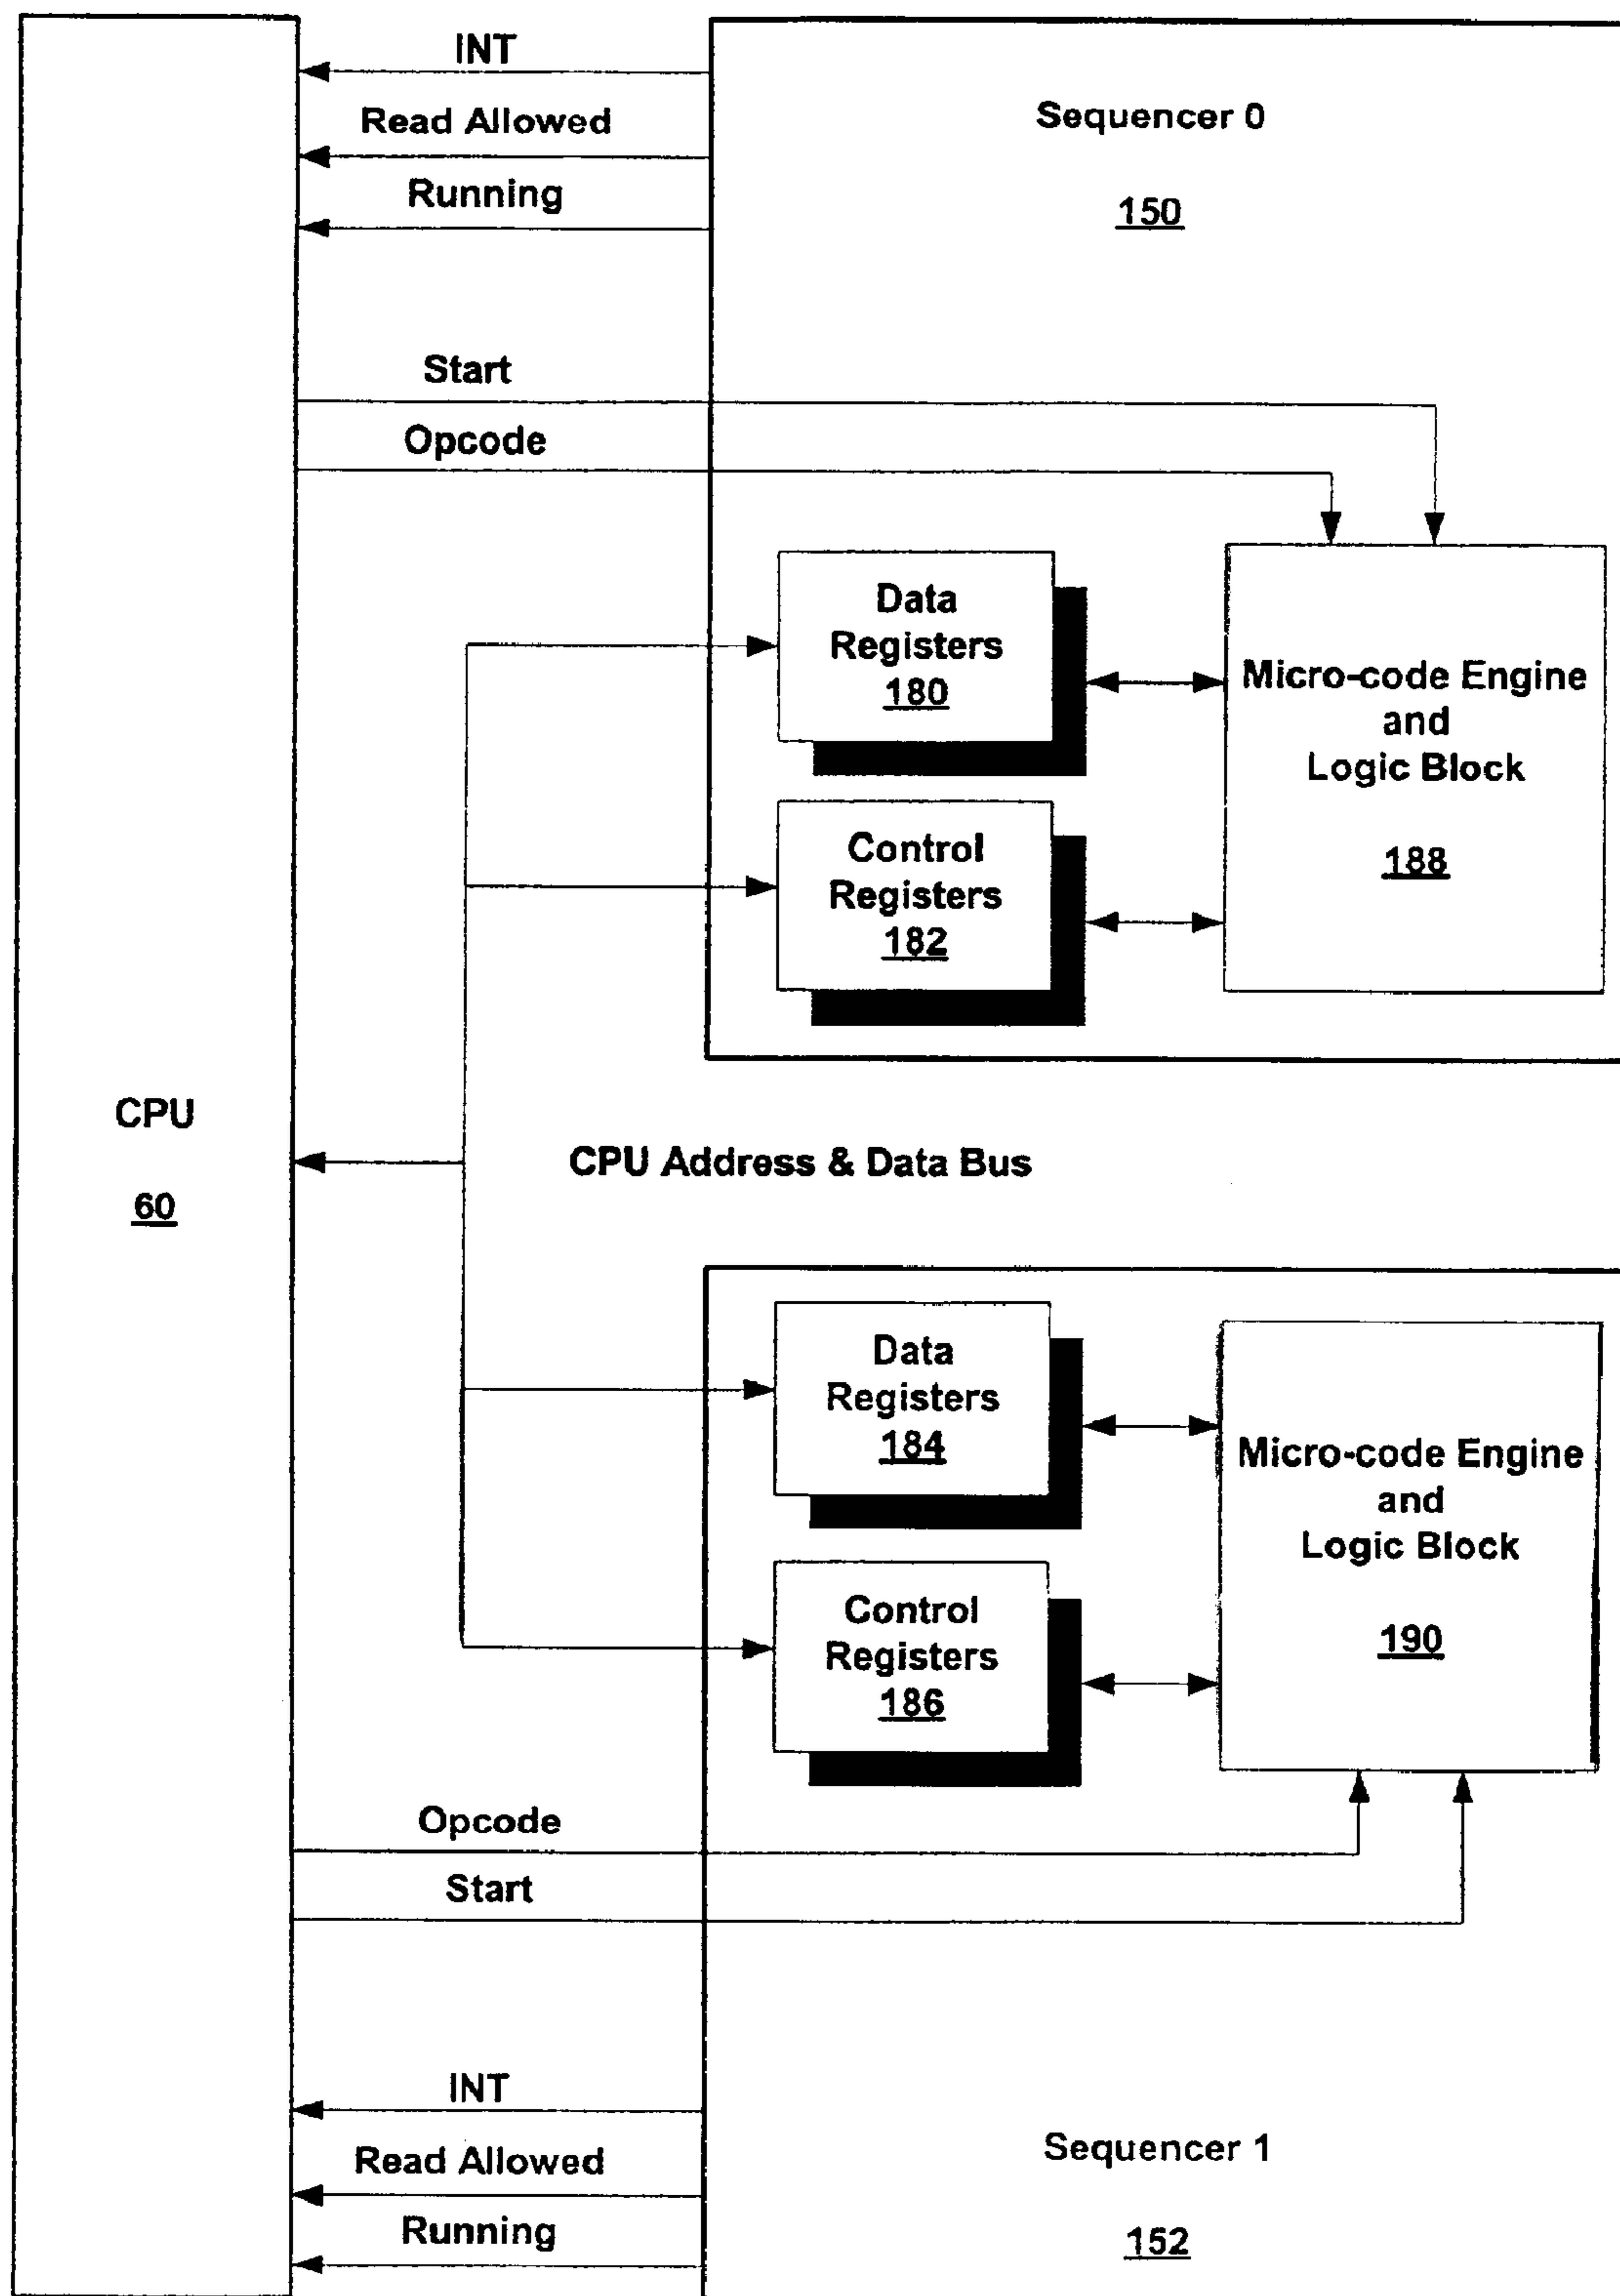 INT
Read Allowed
Running
Sequencer 0
150
Start
Opcode
Data
Registers
180
Micro-code Engine
and
Logic Block
188
Control
Registers
182
CPU
60
CPU Address & Data Bus
Data
Registers
184
Micro-code Engine
and
Logic Block
190
Control
Registers
186
Opcode
Start
INT
Read Allowed
Running
Sequencer 1
152